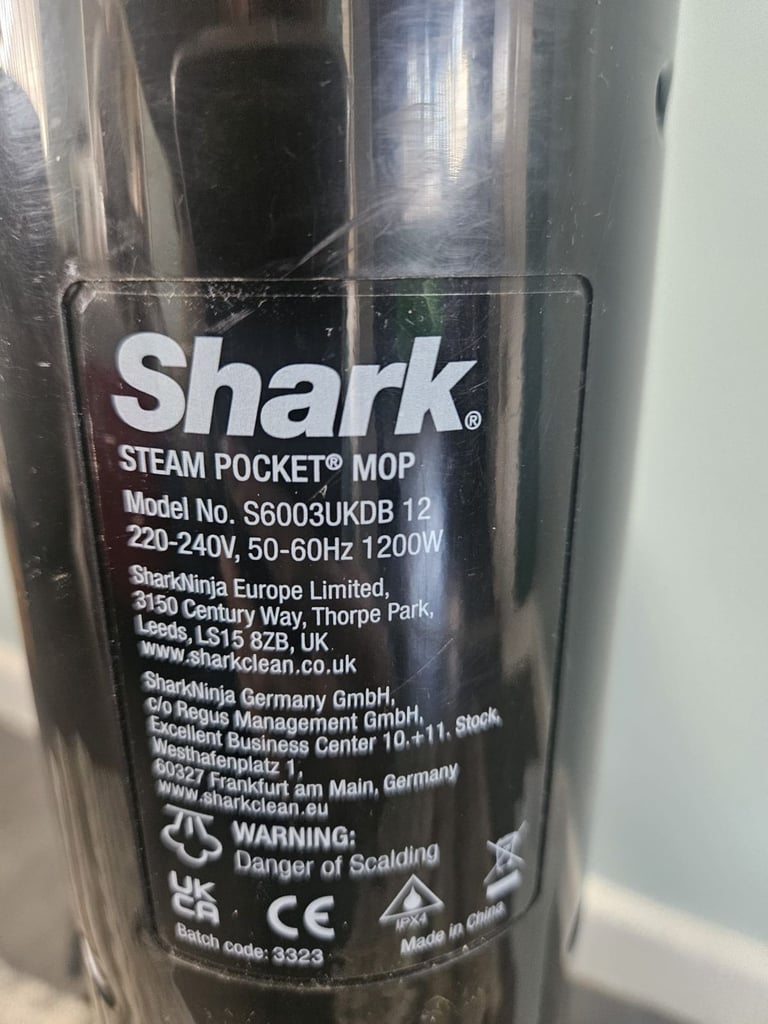 Shark®
STEAM POCKET® MOP
Model No. S6003UKDB 12
220-240V, 50-60Hz 1200W
SharkNinja Europe Limited,
3150 Century Way, Thorpe Park,
Leeds, LS15 8ZB, UK
www.sharkclean.co.uk
SharkNinja Germany GmbH,
c/o Regus Management GmbH,
Excellent Business Center 10.+11. Stock,
Westhafenplatz 1,
60327 Frankfurt am Main, Germany
www.sharkclean.eu
WARNING:
Danger of Scalding
UK
CA
CE
IPX4
Batch code: 3323
Made in China